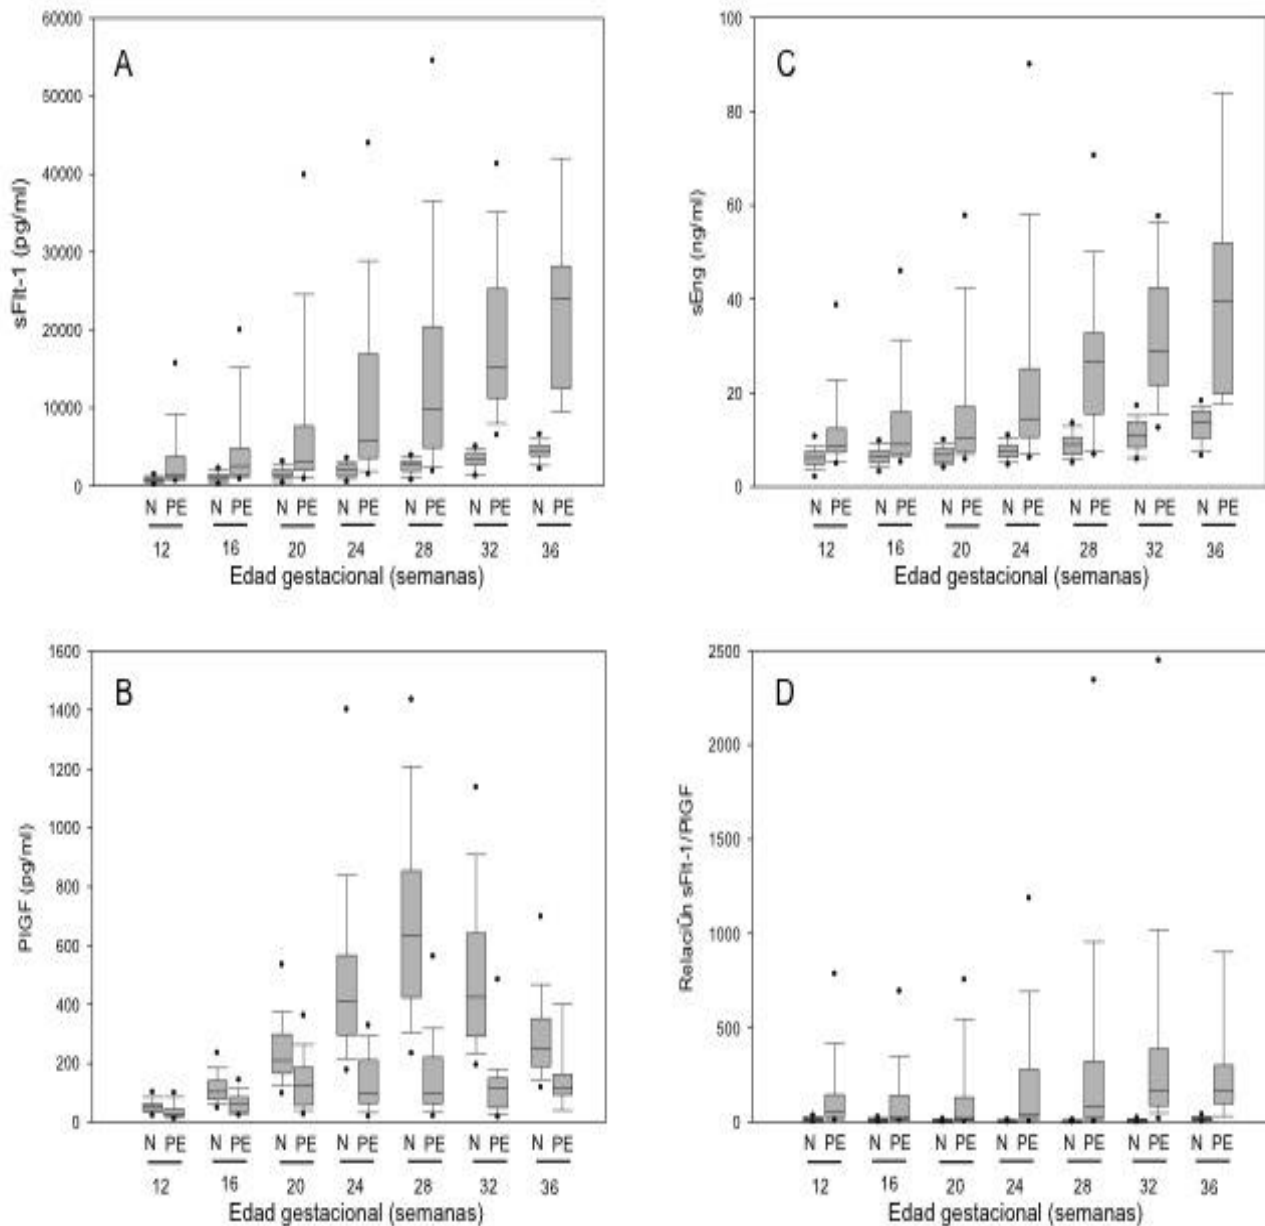 A
sFlt-1 (pg/ml)
60000
50000
40000
30000
20000
10000
0
N PE N PE N PE N PE N PE N PE N PE
12 16 20 24 28 32 36
Edad gestacional (semanas)
C
sEng (ng/ml)
100
80
60
40
20
0
N PE N PE N PE N PE N PE N PE N PE
12 16 20 24 28 32 36
Edad gestacional (semanas)
B
PlGF (pg/ml)
1600
1400
1200
1000
800
600
400
200
0
N PE N PE N PE N PE N PE N PE N PE
12 16 20 24 28 32 36
Edad gestacional (semanas)
D
RelaciÛn sFlt-1/PlGF
2500
2000
1500
1000
500
0
N PE N PE N PE N PE N PE N PE N PE
12 16 20 24 28 32 36
Edad gestacional (semanas)